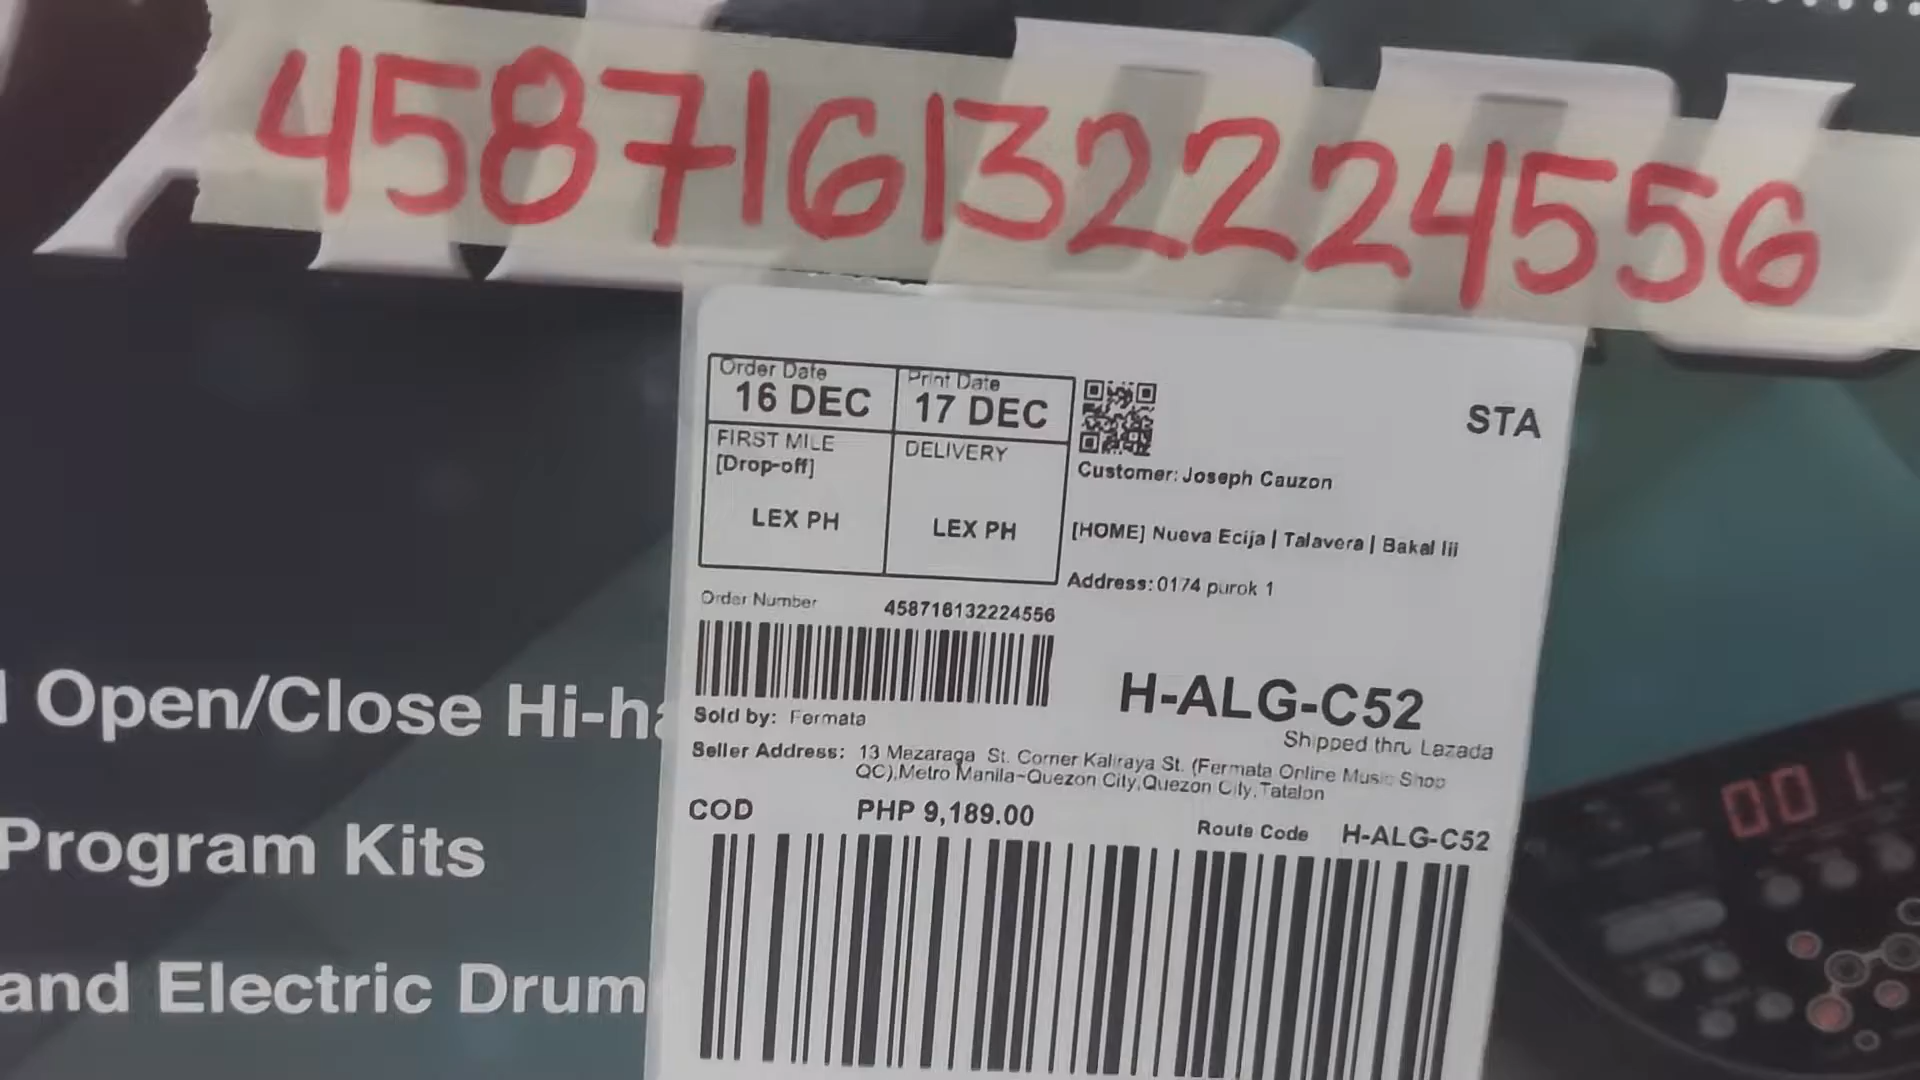 458716132224556
Order Date
16 DEC
Print Date
17 DEC
STA
FIRST MILE
[Drop-off]
LEX PH
DELIVERY
LEX PH
Customer: Joseph Cauzon
[HOME] Nueva Ecija | Talavera | Bakal Iii
Address: 0174 purok 1
Order Number 458716132224556
H-ALG-C52
Shipped thru Lazada
Sold by: Fermata
Seller Address: 13 Mazaraga St. Corner Kaliraya St. (Fermata Online Music Shop
QC),Metro Manila~Quezon City,Quezon City,Tatalon
COD PHP 9,189.00
Route Code H-ALG-C52
Open/Close Hi-ha
Program Kits
and Electric Drum
001